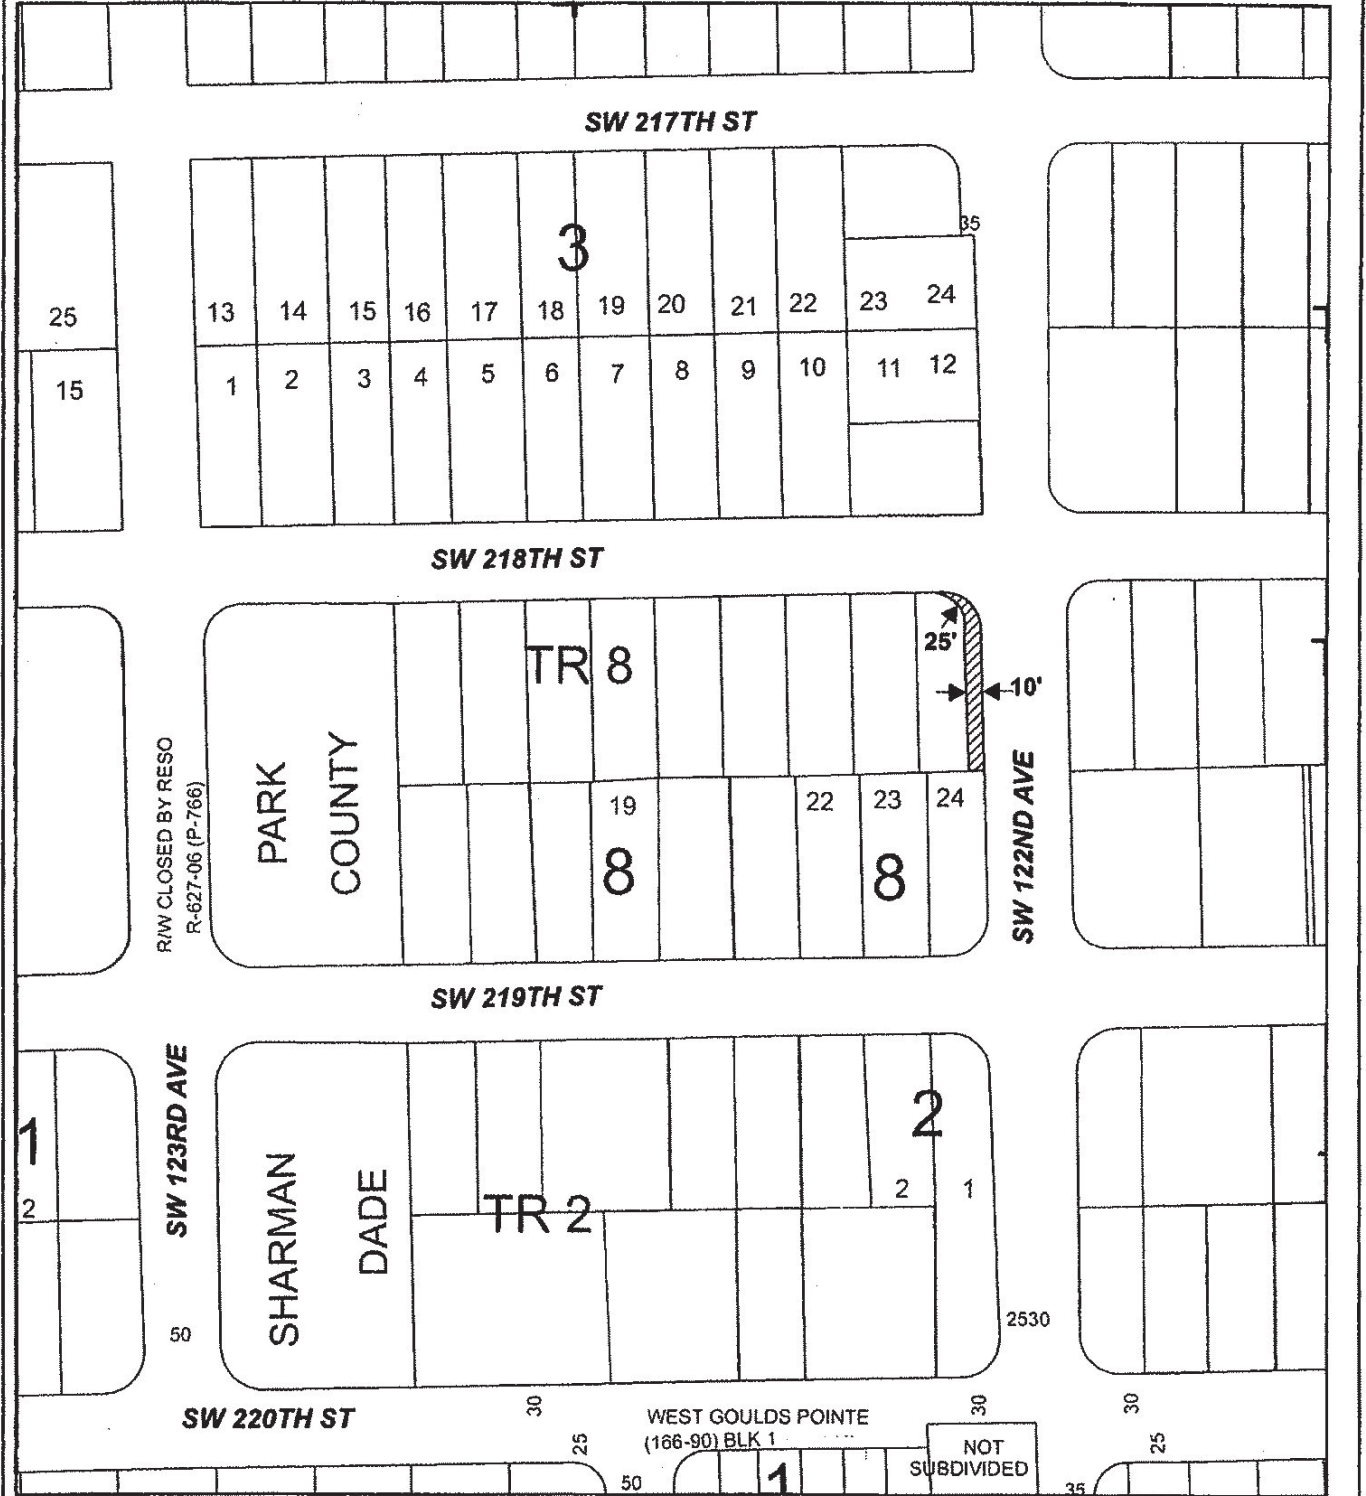 SW 217TH ST
35
3
25
13 14 15 16 17 18 19 20 21 22 23 24
15
1 2 3 4 5 6 7 8 9 10 11 12
SW 218TH ST
TR 8
25'
10'
PARK
COUNTY
R/W CLOSED BY RESO
R-627-06 (P-766)
19
22 23 24
8
8
SW 122ND AVE
SW 219TH ST
SW 123RD AVE
1
2
2
2 1
TR 2
SHARMAN
DADE
50
2530
SW 220TH ST
30
30
30
WEST GOULDS POINTE
(166-90) BLK 1
25
25
NOT
SUBDIVIDED
50
1
35